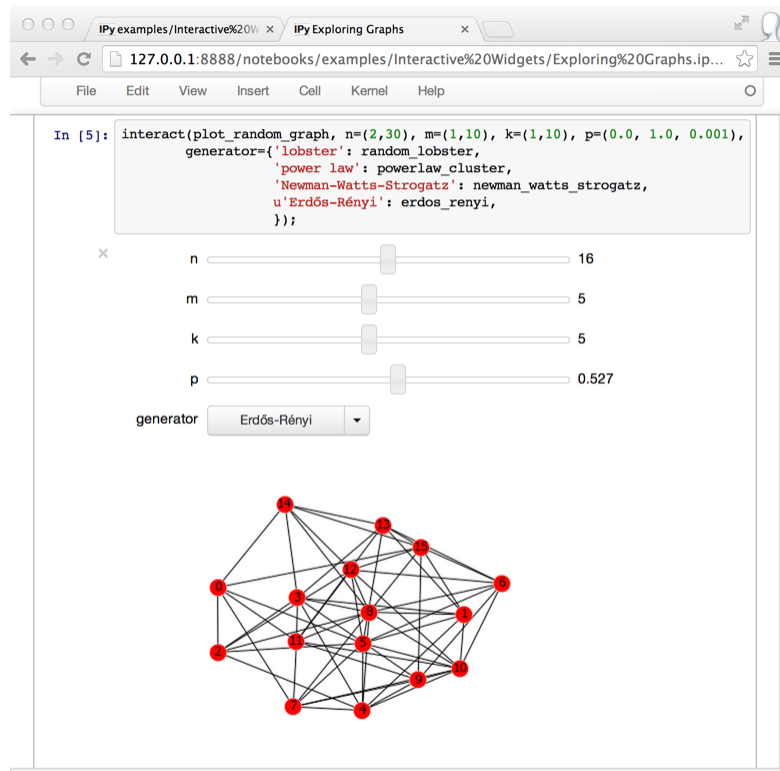 IPy examples/Interactive%20W
IPy Exploring Graphs
127.0.0.1:8888/notebooks/examples/Interactive%20Widgets/Exploring%20Graphs.ip...
File Edit View Insert Cell Kernel Help
In [5]: interact(plot_random_graph, n=(2,30), m=(1,10), k=(1,10), p=(0.0, 1.0, 0.001),
generator={'lobster': random_lobster,
'power law': powerlaw_cluster,
'Newman-Watts-Strogatz': newman_watts_strogatz,
u'Erdős-Rényi': erdos_renyi,
});
n 16
m 5
k 5
p 0.527
generator Erdős-Rényi
14
13
15
12
6
0
3
8
1
11
5
2
10
9
7
4